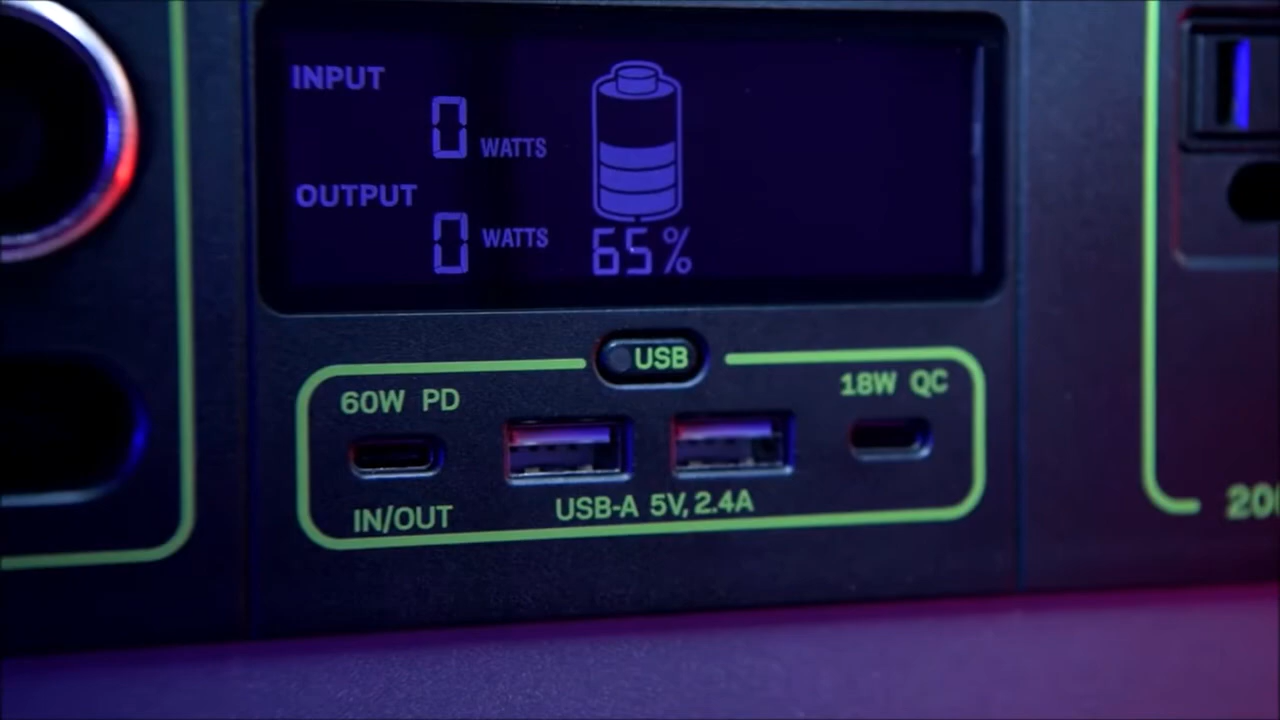 INPUT
0 WATTS
OUTPUT
0 WATTS
65%
USB
60W PD
18W QC
IN/OUT
USB-A 5V, 2.4A